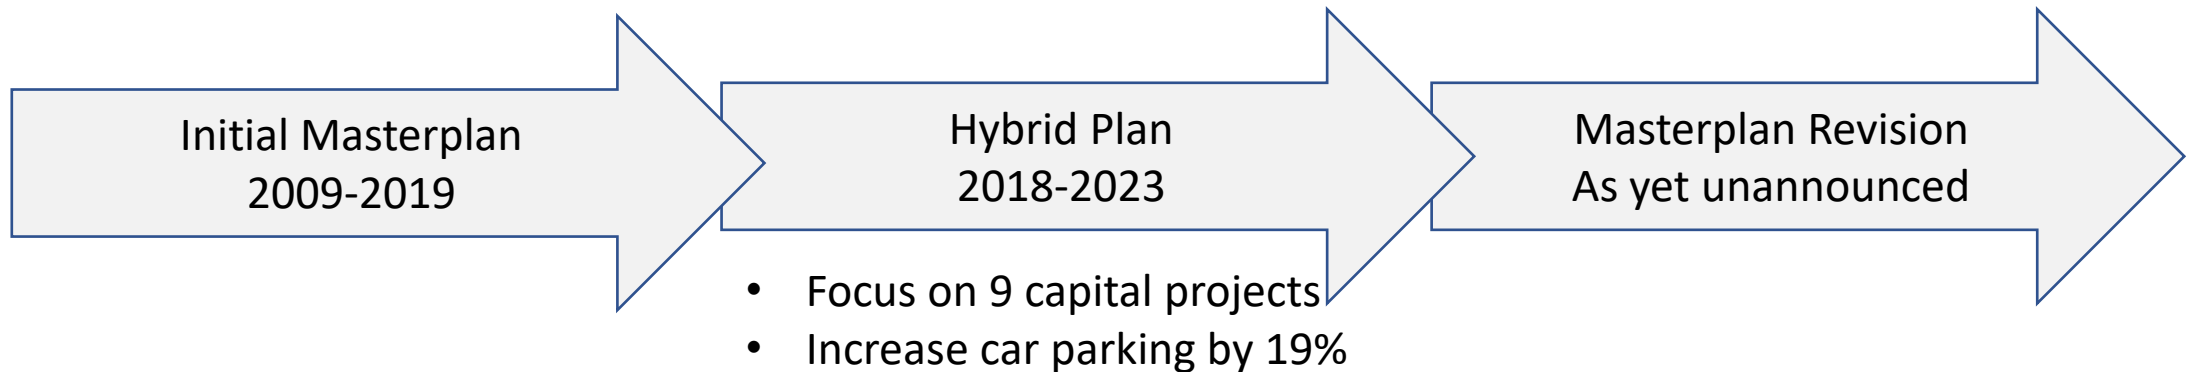 Initial Masterplan
2009-2019
Hybrid Plan
2018-2023
• Focus on 9 capital projects
• Increase car parking by 19%
Masterplan Revision
As yet unannounced